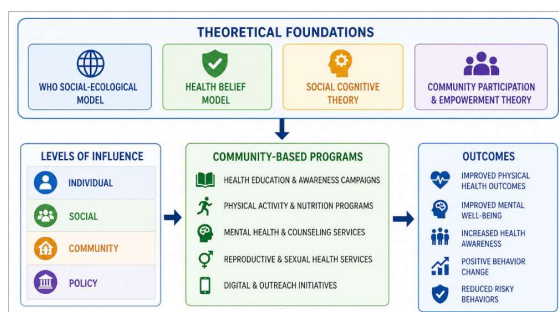 THEORETICAL FOUNDATIONS
WHO SOCIAL-ECOLOGICAL
MODEL
HEALTH BELIEF
MODEL
SOCIAL COGNITIVE
THEORY
COMMUNITY PARTICIPATION
& EMPOWERMENT THEORY
LEVELS OF INFLUENCE
INDIVIDUAL
SOCIAL
COMMUNITY
POLICY
COMMUNITY-BASED PROGRAMS
HEALTH EDUCATION & AWARENESS CAMPAIGNS
PHYSICAL ACTIVITY & NUTRITION PROGRAMS
MENTAL HEALTH & COUNSELING SERVICES
REPRODUCTIVE & SEXUAL HEALTH SERVICES
DIGITAL & OUTREACH INITIATIVES
OUTCOMES
IMPROVED PHYSICAL
HEALTH OUTCOMES
IMPROVED MENTAL
WELL-BEING
INCREASED HEALTH
AWARENESS
POSITIVE BEHAVIOR
CHANGE
REDUCED RISKY
BEHAVIORS